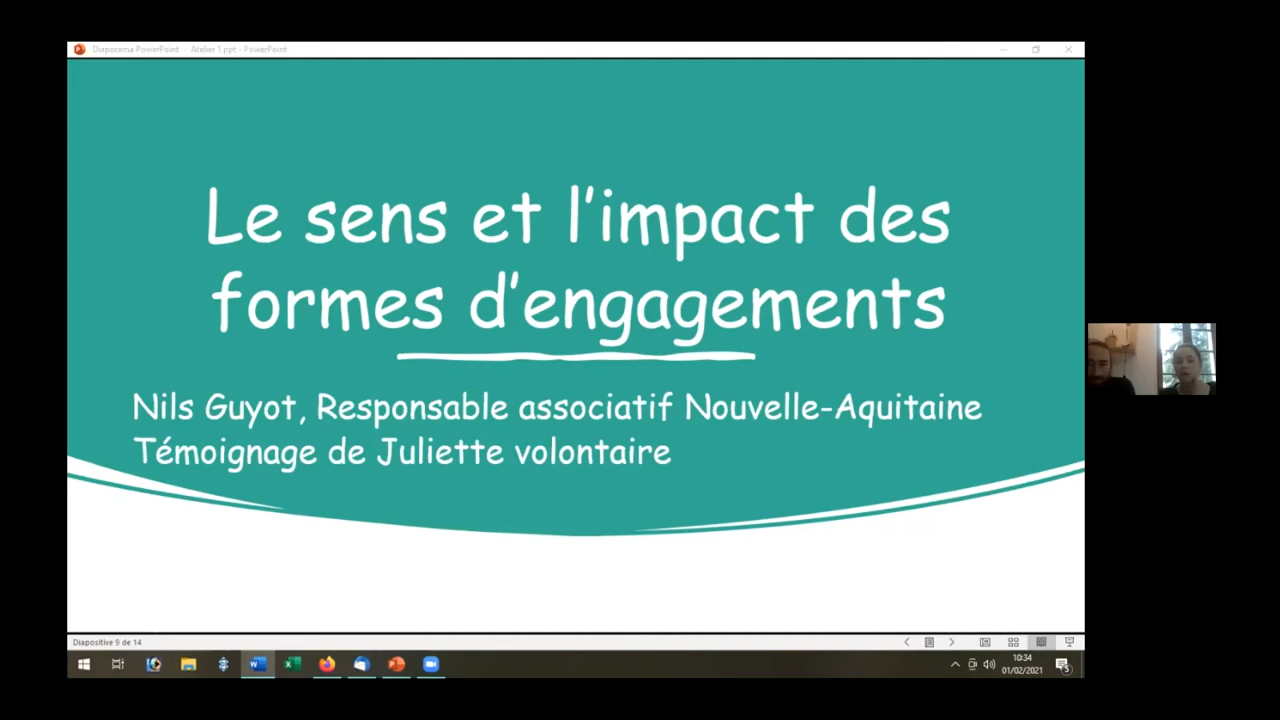 Diaporama PowerPoint - Atelier 1.ppt - PowerPoint
Le sens et l’impact des
formes d’engagements
Nils Guyot, Responsable associatif Nouvelle-Aquitaine
Témoignage de Juliette volontaire
Diapositive 9 de 14
10:34
01/02/2021
5